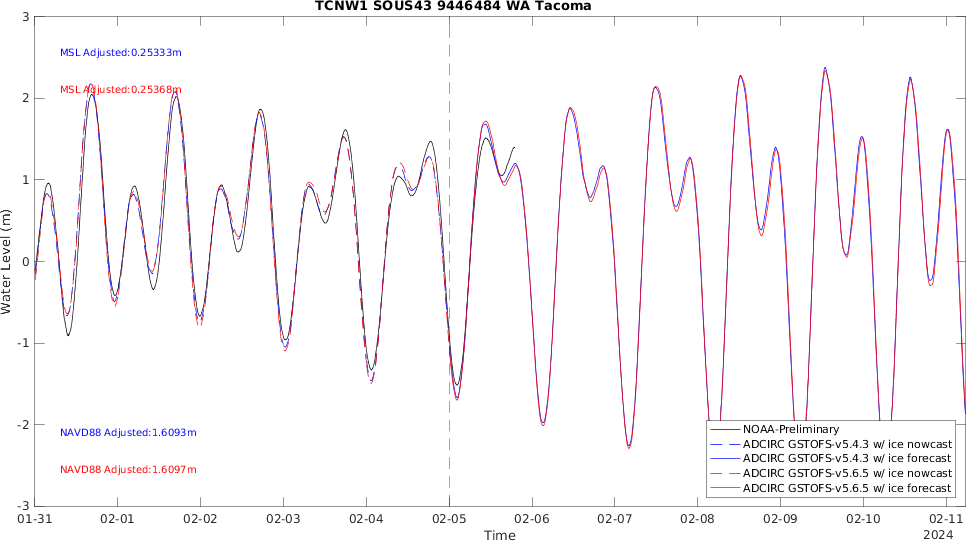 TCNW1 SOUS43 9446484 WA Tacoma
3
MSL Adjusted:0.25333m
MSL Adjusted:0.25368m
2
1
0
-1
-2
-3
Water Level (m)
NAVD88 Adjusted:1.6093m
NAVD88 Adjusted:1.6097m
NOAA-Preliminary
ADCIRC GSTOFS-v5.4.3 w/ ice nowcast
ADCIRC GSTOFS-v5.4.3 w/ ice forecast
ADCIRC GSTOFS-v5.6.5 w/ ice nowcast
ADCIRC GSTOFS-v5.6.5 w/ ice forecast
01-31 02-01 02-02 02-03 02-04 02-05 02-06 02-07 02-08 02-09 02-10 02-11
Time
2024